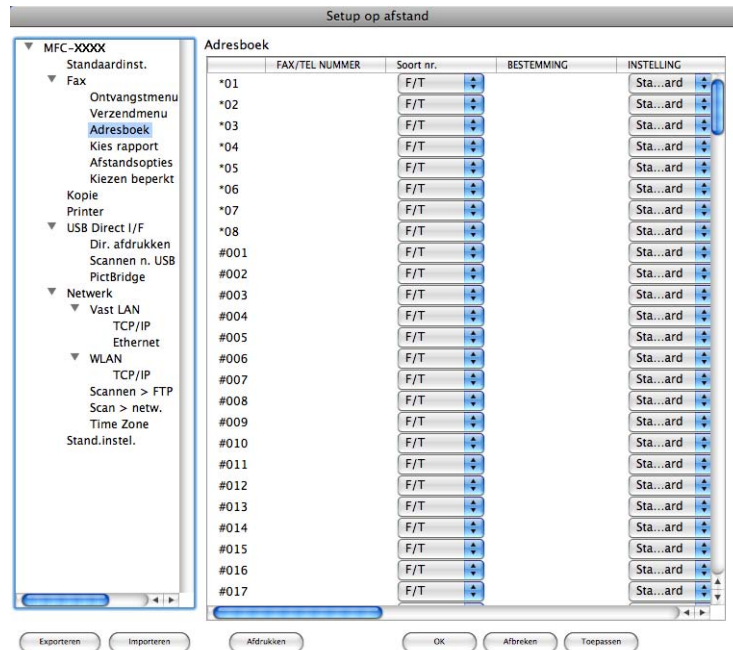 Setup op afstand
MFC-XXXX
Standaardinst.
Fax
Ontvangstmenu
Verzendmenu
Adresboek
Kies rapport
Afstandsopties
Kiezen beperkt
Kopie
Printer
USB Direct I/F
Dir. afdrukken
Scannen n. USB
PictBridge
Netwerk
Vast LAN
TCP/IP
Ethernet
WLAN
TCP/IP
Scannen > FTP
Scan > netw.
Time Zone
Stand.instel.
Adresboek
FAX/TEL NUMMER Soort nr. BESTEMMING INSTELLING
*01 F/T Sta...ard
*02 F/T Sta...ard
*03 F/T Sta...ard
*04 F/T Sta...ard
*05 F/T Sta...ard
*06 F/T Sta...ard
*07 F/T Sta...ard
*08 F/T Sta...ard
#001 F/T Sta...ard
#002 F/T Sta...ard
#003 F/T Sta...ard
#004 F/T Sta...ard
#005 F/T Sta...ard
#006 F/T Sta...ard
#007 F/T Sta...ard
#008 F/T Sta...ard
#009 F/T Sta...ard
#010 F/T Sta...ard
#011 F/T Sta...ard
#012 F/T Sta...ard
#013 F/T Sta...ard
#014 F/T Sta...ard
#015 F/T Sta...ard
#016 F/T Sta...ard
#017 F/T Sta...ard
Exporteren Importeren Afdrukken OK Afbreken Toepassen